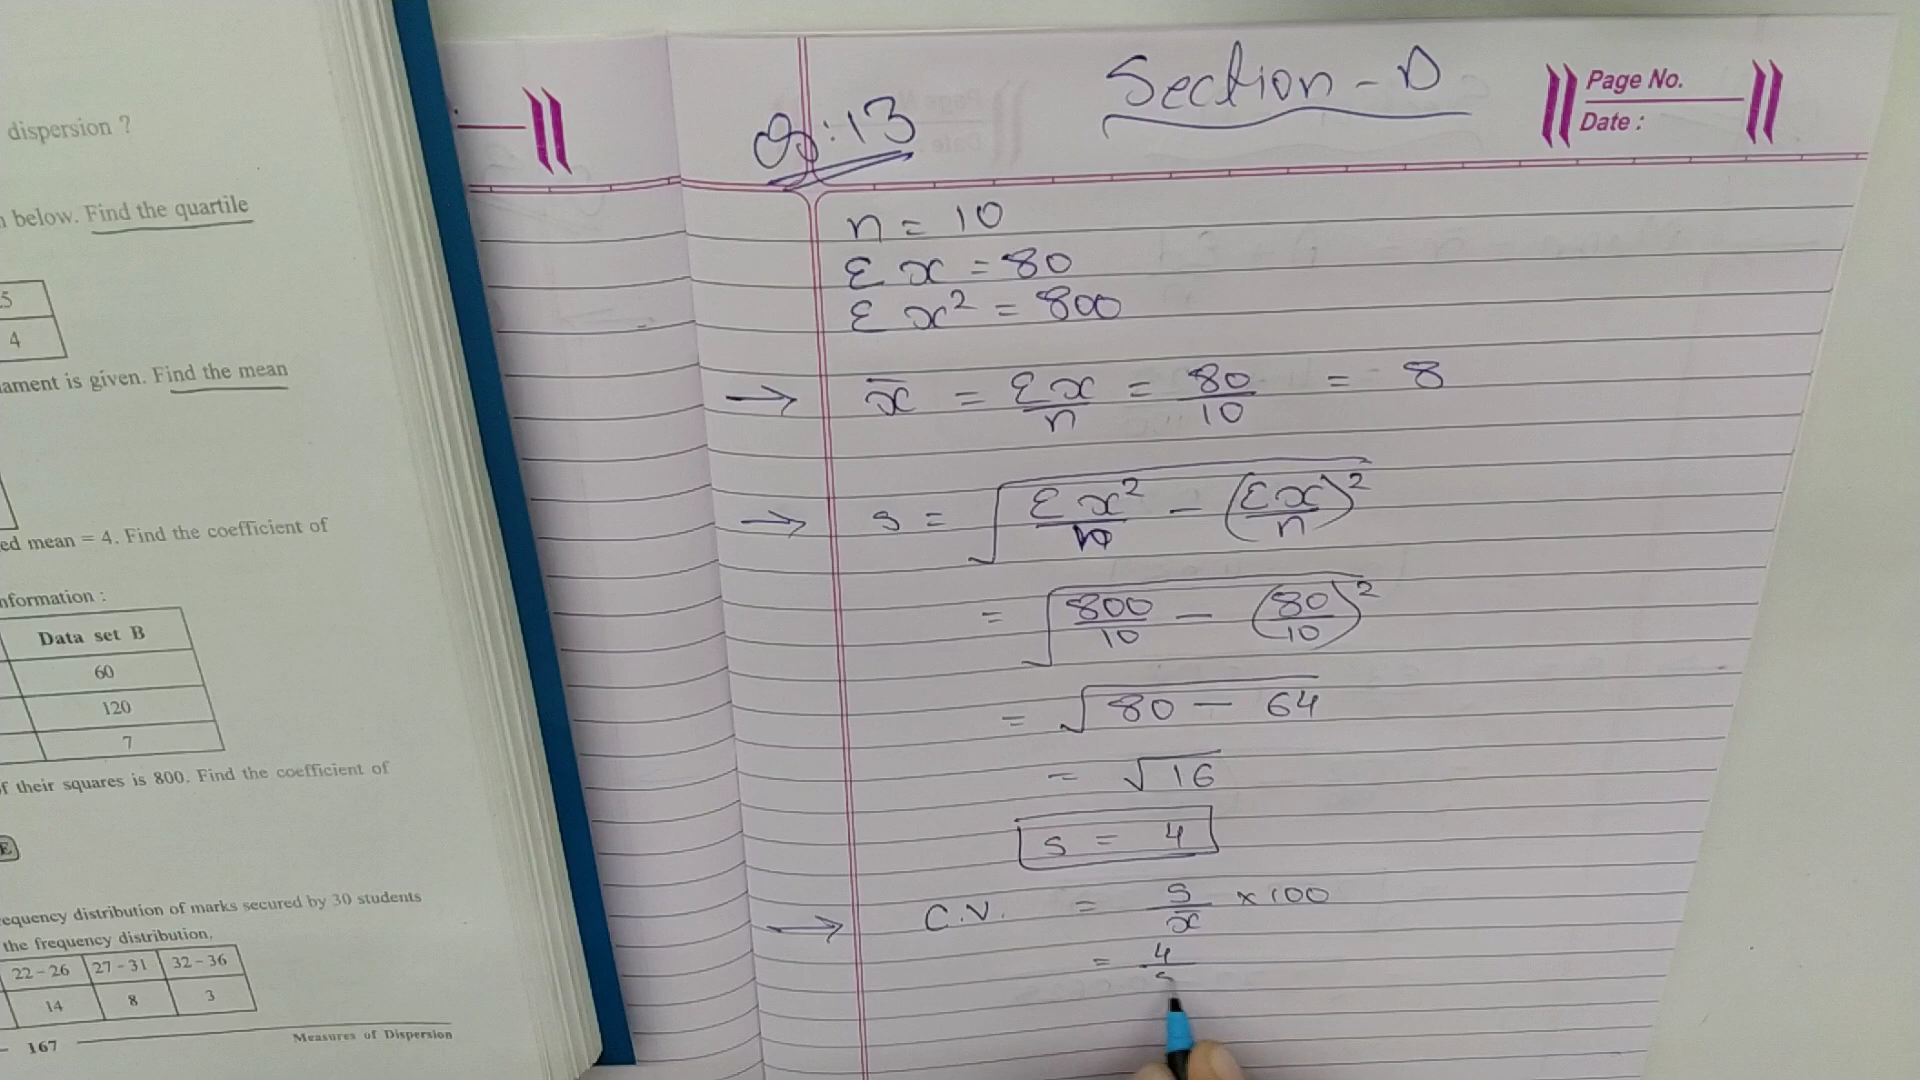 dispersion ?
below. Find the quartile
5
4
ament is given. Find the mean
ed mean = 4. Find the coefficient of
nformation :
Data set B
60
120
7
f their squares is 800. Find the coefficient of
E
equency distribution of marks secured by 30 students
the frequency distribution.
22 – 26 27 – 31 32 – 36
14 8 3
167
Measures of Dispersion
Section - D
Page No.
Date :
Q:13
n = 10
Σx = 80
Σx² = 800
→ x̄ = Σx/n = 80/10 = 8
→ s = √(Σx²/n − (Σx/n)²)
= √(800/10 − (80/10)²)
= √(80 − 64)
= √16
s = 4
→ C.V. = s/x̄ × 100
= 4/